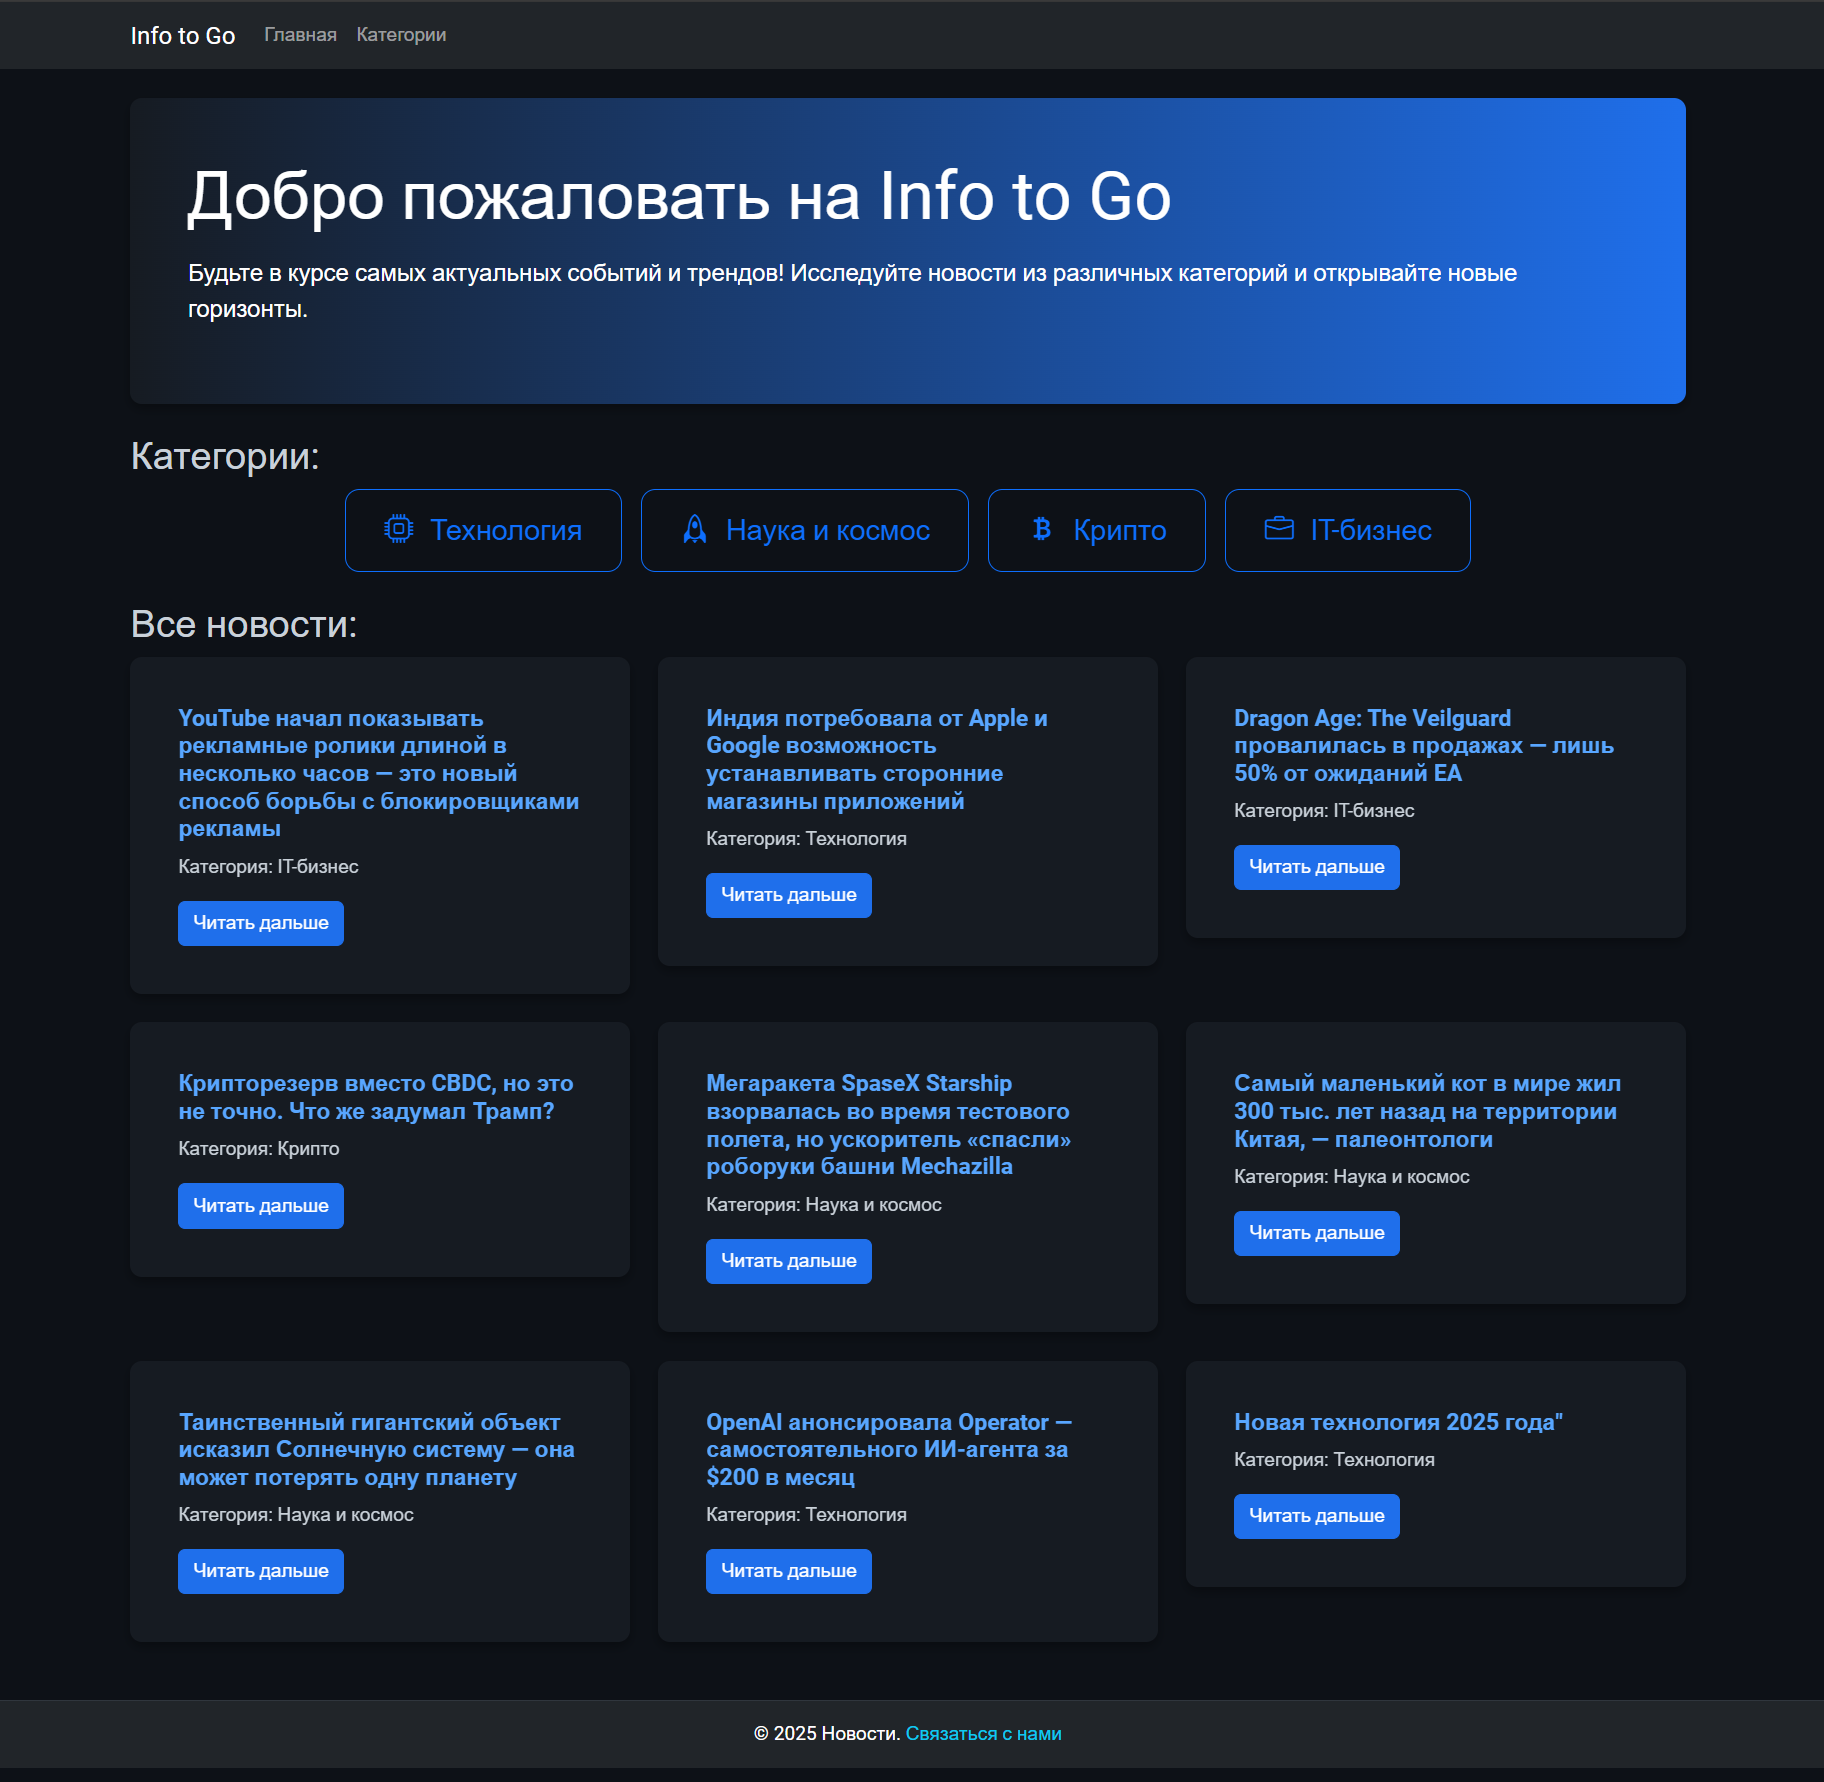 Info to Go
Главная
Категории
Добро пожаловать на Info to Go
Будьте в курсе самых актуальных событий и трендов! Исследуйте новости из различных категорий и открывайте новые
горизонты.
Категории:
Технология
Наука и космос
Крипто
IT-бизнес
Все новости:
YouTube начал показывать
рекламные ролики длиной в
несколько часов — это новый
способ борьбы с блокировщиками
рекламы
Категория: IT-бизнес
Читать дальше
Индия потребовала от Apple и
Google возможность
устанавливать сторонние
магазины приложений
Категория: Технология
Читать дальше
Dragon Age: The Veilguard
провалилась в продажах — лишь
50% от ожиданий EA
Категория: IT-бизнес
Читать дальше
Крипторезерв вместо CBDC, но это
не точно. Что же задумал Трамп?
Категория: Крипто
Читать дальше
Мегаракета SpaseX Starship
взорвалась во время тестового
полета, но ускоритель «спасли»
роборуки башни Mechazilla
Категория: Наука и космос
Читать дальше
Самый маленький кот в мире жил
300 тыс. лет назад на территории
Китая, — палеонтологи
Категория: Наука и космос
Читать дальше
Таинственный гигантский объект
исказил Солнечную систему — она
может потерять одну планету
Категория: Наука и космос
Читать дальше
OpenAI анонсировала Operator —
самостоятельного ИИ-агента за
$200 в месяц
Категория: Технология
Читать дальше
Новая технология 2025 года"
Категория: Технология
Читать дальше
© 2025 Новости. Связаться с нами